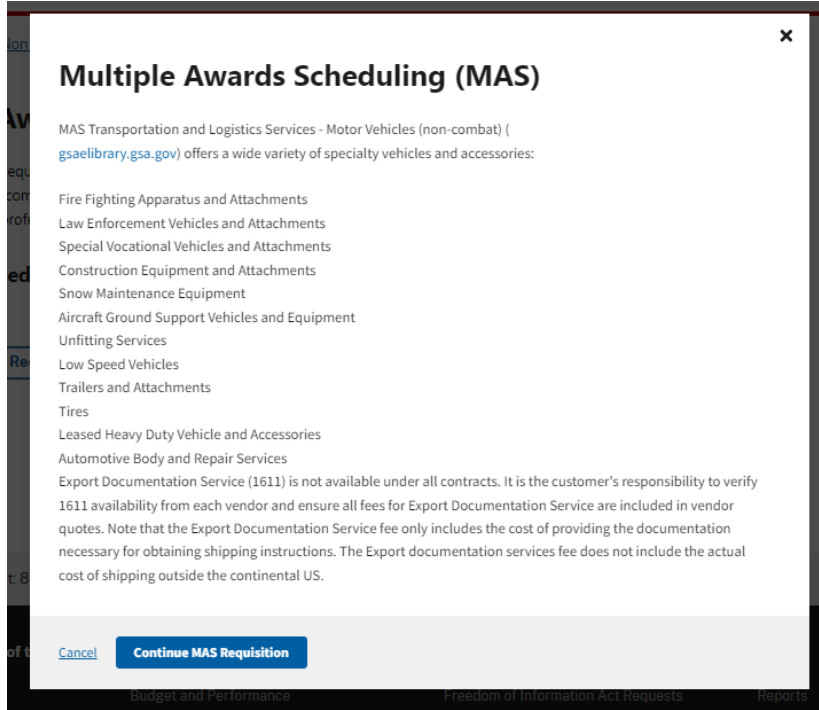 ×
Multiple Awards Scheduling (MAS)
MAS Transportation and Logistics Services - Motor Vehicles (non-combat) (
gsaelibrary.gsa.gov) offers a wide variety of specialty vehicles and accessories:
Fire Fighting Apparatus and Attachments
Law Enforcement Vehicles and Attachments
Special Vocational Vehicles and Attachments
Construction Equipment and Attachments
Snow Maintenance Equipment
Aircraft Ground Support Vehicles and Equipment
Unfitting Services
Low Speed Vehicles
Trailers and Attachments
Tires
Leased Heavy Duty Vehicle and Accessories
Automotive Body and Repair Services
Export Documentation Service (1611) is not available under all contracts. It is the customer's responsibility to verify
1611 availability from each vendor and ensure all fees for Export Documentation Service are included in vendor
quotes. Note that the Export Documentation Service fee only includes the cost of providing the documentation
necessary for obtaining shipping instructions. The Export documentation services fee does not include the actual
cost of shipping outside the continental US.
Cancel Continue MAS Requisition
Budget and Performance Freedom of Information Act Requests Reports